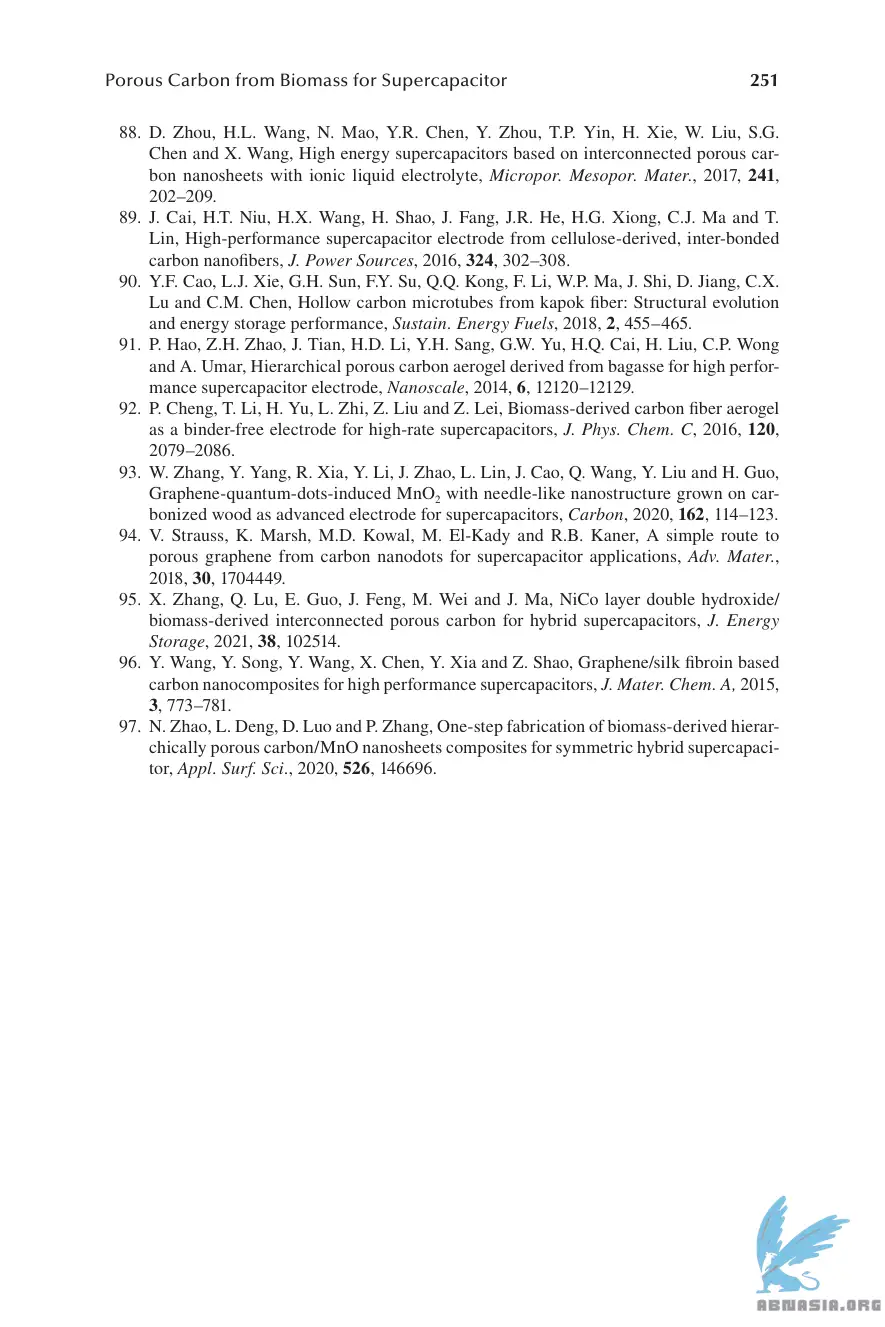 Porous Carbon from Biomass for Supercapacitor 251
88. D. Zhou, H.L. Wang, N. Mao, Y.R. Chen, Y. Zhou, T.P. Yin, H. Xie, W. Liu, S.G.
Chen and X. Wang, High energy supercapacitors based on interconnected porous car-
bon nanosheets with ionic liquid electrolyte, Micropor. Mesopor. Mater., 2017, 241,
202–209.
89. J. Cai, H.T. Niu, H.X. Wang, H. Shao, J. Fang, J.R. He, H.G. Xiong, C.J. Ma and T.
Lin, High-performance supercapacitor electrode from cellulose-derived, inter-bonded
carbon nanofibers, J. Power Sources, 2016, 324, 302–308.
90. Y.F. Cao, L.J. Xie, G.H. Sun, F.Y. Su, Q.Q. Kong, F. Li, W.P. Ma, J. Shi, D. Jiang, C.X.
Lu and C.M. Chen, Hollow carbon microtubes from kapok fiber: Structural evolution
and energy storage performance, Sustain. Energy Fuels, 2018, 2, 455–465.
91. P. Hao, Z.H. Zhao, J. Tian, H.D. Li, Y.H. Sang, G.W. Yu, H.Q. Cai, H. Liu, C.P. Wong
and A. Umar, Hierarchical porous carbon aerogel derived from bagasse for high perfor-
mance supercapacitor electrode, Nanoscale, 2014, 6, 12120–12129.
92. P. Cheng, T. Li, H. Yu, L. Zhi, Z. Liu and Z. Lei, Biomass-derived carbon fiber aerogel
as a binder-free electrode for high-rate supercapacitors, J. Phys. Chem. C, 2016, 120,
2079–2086.
93. W. Zhang, Y. Yang, R. Xia, Y. Li, J. Zhao, L. Lin, J. Cao, Q. Wang, Y. Liu and H. Guo,
Graphene-quantum-dots-induced MnO₂ with needle-like nanostructure grown on car-
bonized wood as advanced electrode for supercapacitors, Carbon, 2020, 162, 114–123.
94. V. Strauss, K. Marsh, M.D. Kowal, M. El-Kady and R.B. Kaner, A simple route to
porous graphene from carbon nanodots for supercapacitor applications, Adv. Mater.,
2018, 30, 1704449.
95. X. Zhang, Q. Lu, E. Guo, J. Feng, M. Wei and J. Ma, NiCo layer double hydroxide/
biomass-derived interconnected porous carbon for hybrid supercapacitors, J. Energy
Storage, 2021, 38, 102514.
96. Y. Wang, Y. Song, Y. Wang, X. Chen, Y. Xia and Z. Shao, Graphene/silk fibroin based
carbon nanocomposites for high performance supercapacitors, J. Mater. Chem. A, 2015,
3, 773–781.
97. N. Zhao, L. Deng, D. Luo and P. Zhang, One-step fabrication of biomass-derived hierar-
chically porous carbon/MnO nanosheets composites for symmetric hybrid supercapaci-
tor, Appl. Surf. Sci., 2020, 526, 146696.
ABNASIA.ORG